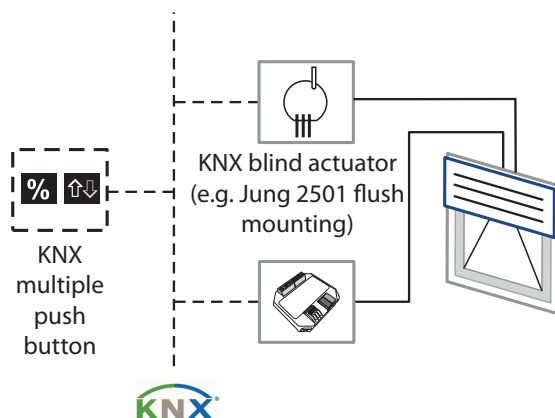 KNX blind actuator
(e.g. Jung 2501 flush
mounting)
%
KNX
multiple
push
button
KNX